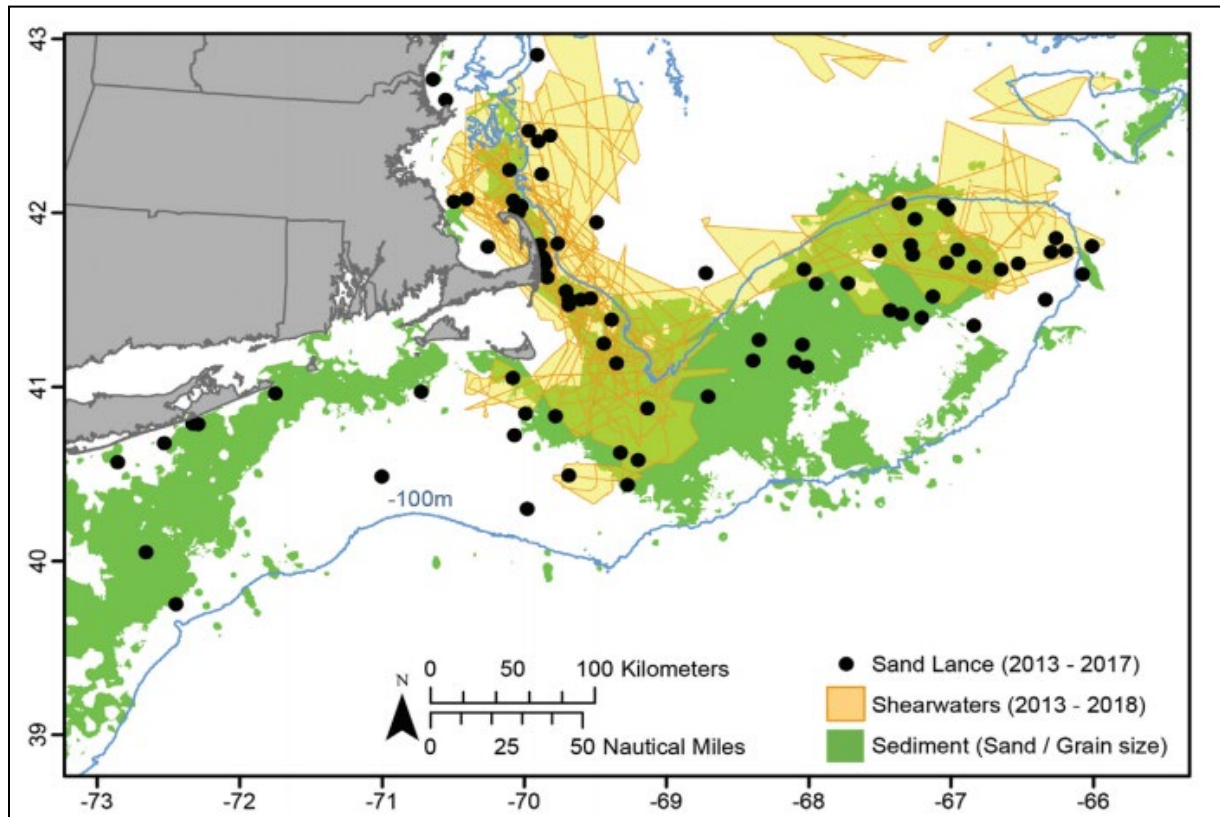 43
42
41
40
39
-100m
N
0 50 100 Kilometers
0 25 50 Nautical Miles
Sand Lance (2013 - 2017)
Shearwaters (2013 - 2018)
Sediment (Sand / Grain size)
-73 -72 -71 -70 -69 -68 -67 -66